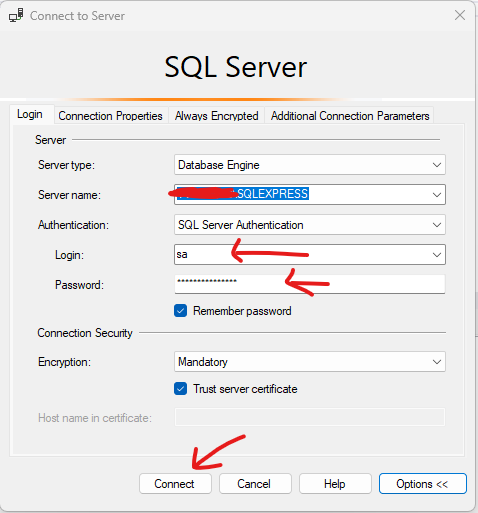 Connect to Server
SQL Server
Login Connection Properties Always Encrypted Additional Connection Parameters
Server
Server type: Database Engine
Server name: SQLEXPRESS
Authentication: SQL Server Authentication
Login: sa
Password: ***************
Remember password
Connection Security
Encryption: Mandatory
Trust server certificate
Host name in certificate:
Connect Cancel Help Options <<